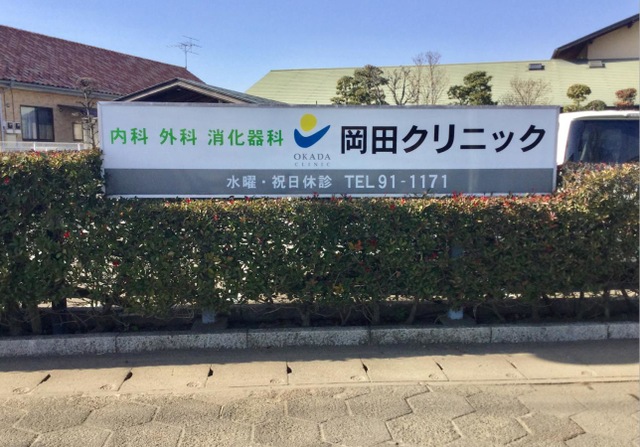 内科 外科 消化器科
OKADA
CLINIC
岡田クリニック
水曜・祝日休診 TEL 91-1171